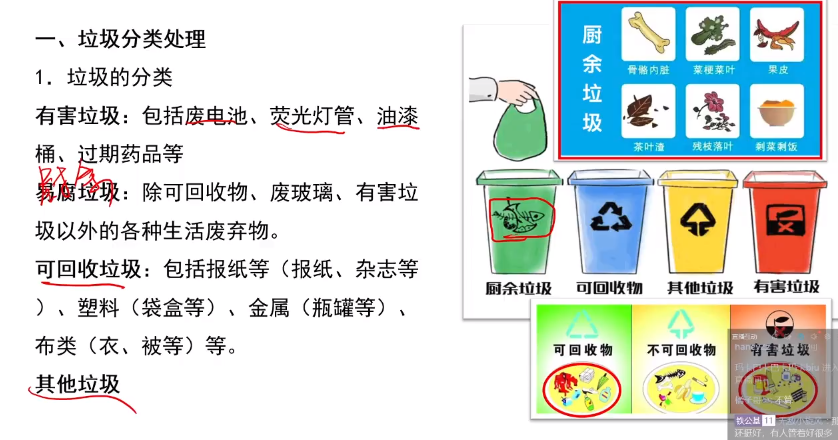 一、垃圾分类处理
1. 垃圾的分类
有害垃圾：包括废电池、荧光灯管、油漆
桶、过期药品等
易腐垃圾：除可回收物、废玻璃、有害垃
圾以外的各种生活废弃物。
可回收垃圾：包括报纸等（报纸、杂志等
）、塑料（袋盒等）、金属（瓶罐等）、
布类（衣、被等）等。
其他垃圾
厨余垃圾
骨骼内脏 菜梗菜叶 果皮
茶叶渣 残枝落叶 剩菜剩饭
厨余垃圾 可回收物 其他垃圾 有害垃圾
可回收物 不可回收物 有害垃圾